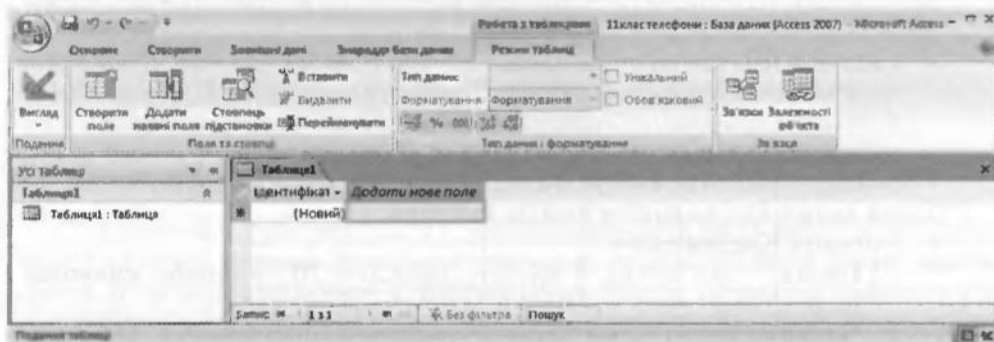 Робота з таблицями 11клас телефони : База даних (Access 2007) - Microsoft Access
Основне Створити Зовнішні дані Знаряддя бази даних Режим таблиці
Вставити Тип даних: Унікальний
Видалити Форматування: Форматування Обов'язковий
Вигляд Створити поле Додати наявні поля Стовпець підстановки Перейменувати % 000 Зв'язки Залежності об'єкта
Подання Поля та стовпці Тип даних і форматування Зв'язки
Усі таблиці Таблиця1
Таблиця1 Ідентифікат Додати нове поле
Таблиця1 : Таблиця * (Новий)
Запис: 1 з 1 Без фільтра Пошук
Подання таблиці